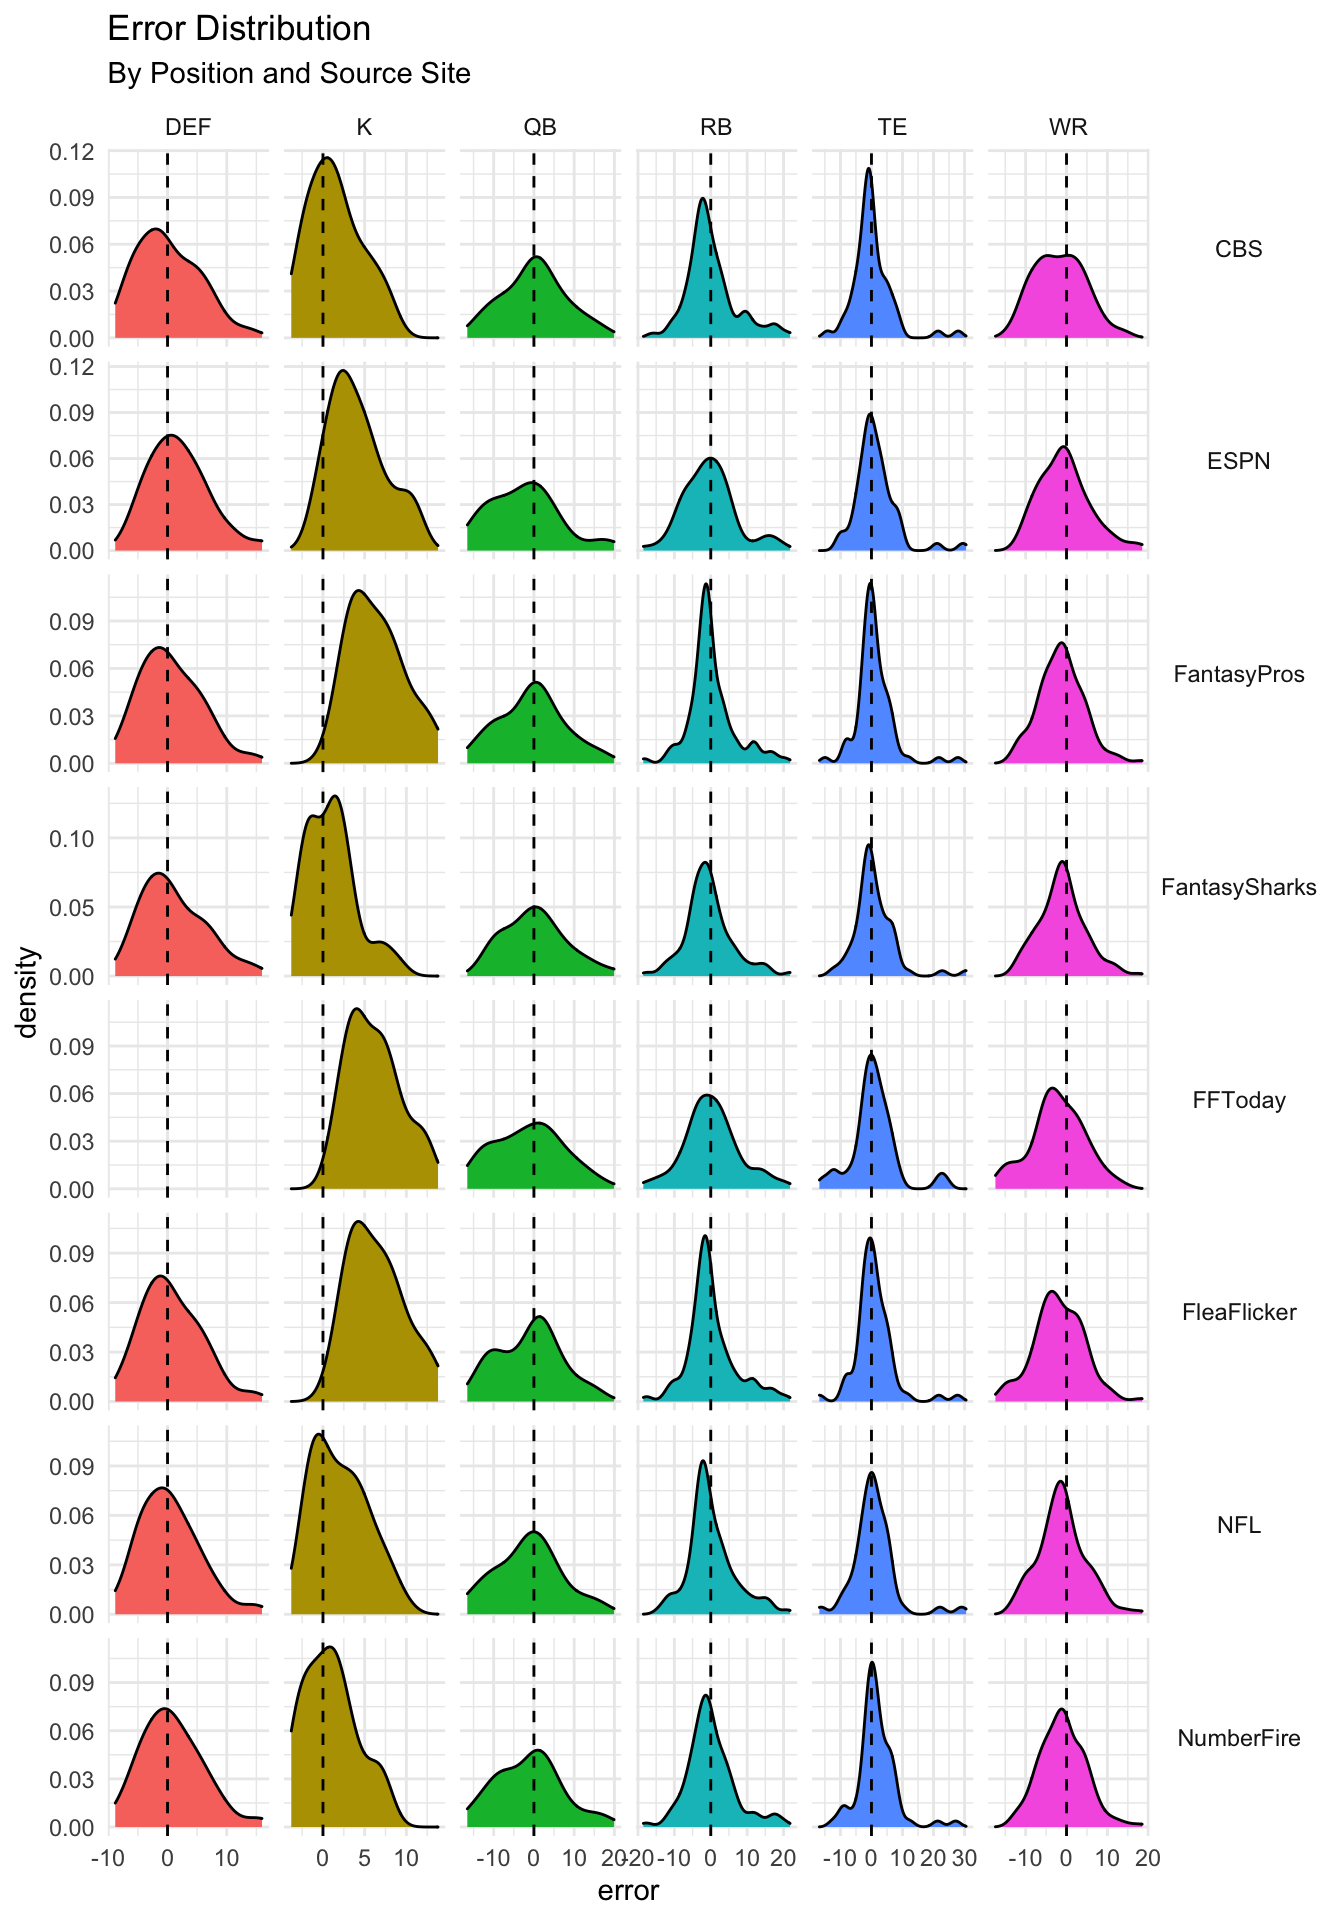 Error Distribution
By Position and Source Site
DEF K QB RB TE WR
0.12
0.09
0.06
0.03
0.00
CBS
0.12
0.09
0.06
0.03
0.00
ESPN
0.09
0.06
0.03
0.00
FantasyPros
0.10
0.05
0.00
FantasySharks
density
0.09
0.06
0.03
0.00
FFToday
0.09
0.06
0.03
0.00
FleaFlicker
0.09
0.06
0.03
0.00
NFL
0.09
0.06
0.03
0.00
NumberFire
-10 0 10 0 5 10 -10 0 10 20 -20 -10 0 10 20 -10 0 10 20 30 -10 0 10 20
error